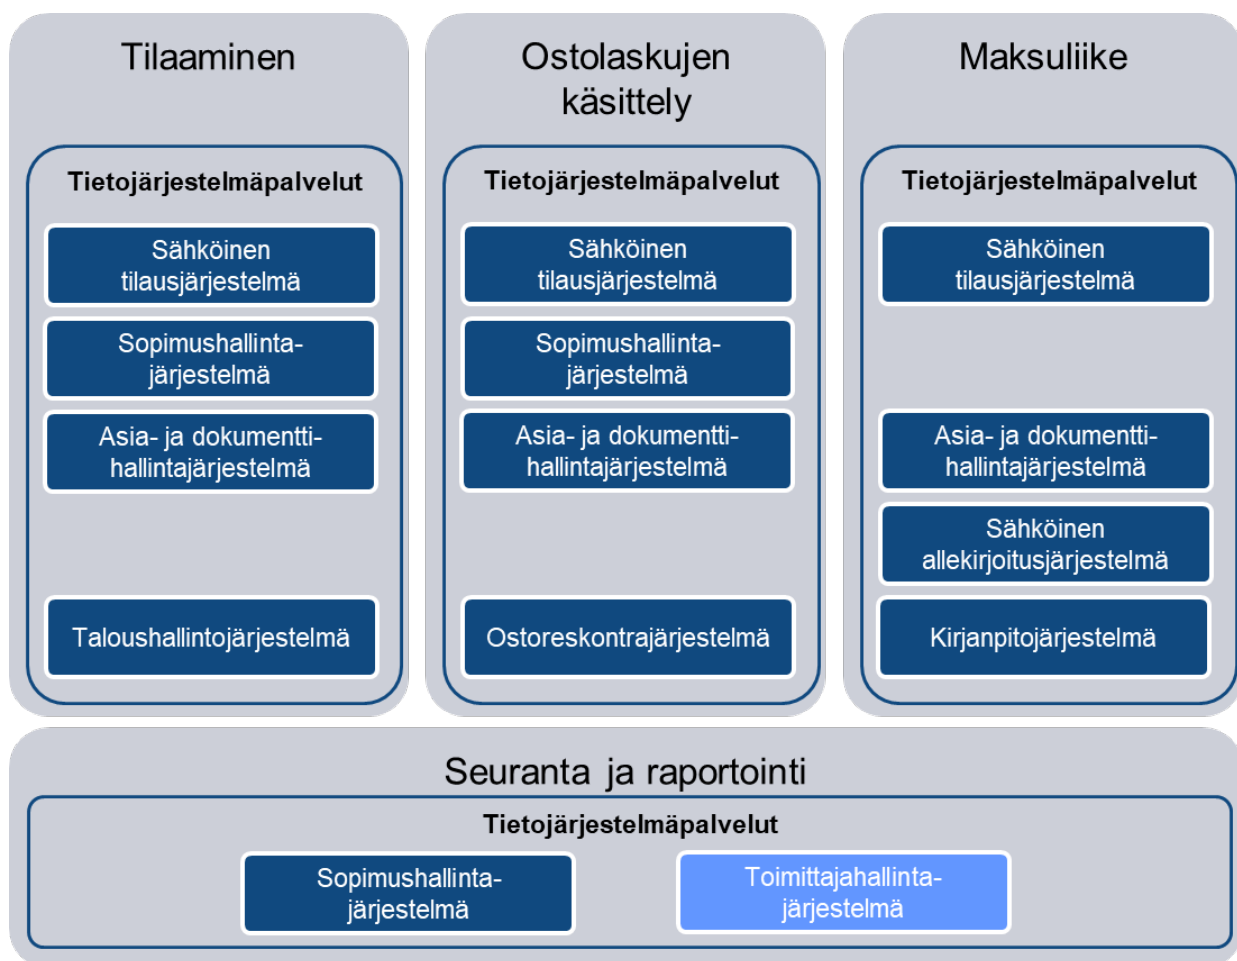 Tilaaminen
Tietojärjestelmäpalvelut
Sähköinen
tilausjärjestelmä
Sopimushallinta-
järjestelmä
Asia- ja dokumentti-
hallintajärjestelmä
Taloushallintojärjestelmä
Ostolaskujen
käsittely
Tietojärjestelmäpalvelut
Sähköinen
tilausjärjestelmä
Sopimushallinta-
järjestelmä
Asia- ja dokumentti-
hallintajärjestelmä
Ostoreskontrajärjestelmä
Maksuliike
Tietojärjestelmäpalvelut
Sähköinen
tilausjärjestelmä
Asia- ja dokumentti-
hallintajärjestelmä
Sähköinen
allekirjoitusjärjestelmä
Kirjanpitojärjestelmä
Seuranta ja raportointi
Tietojärjestelmäpalvelut
Sopimushallinta-
järjestelmä
Toimittajahallinta-
järjestelmä